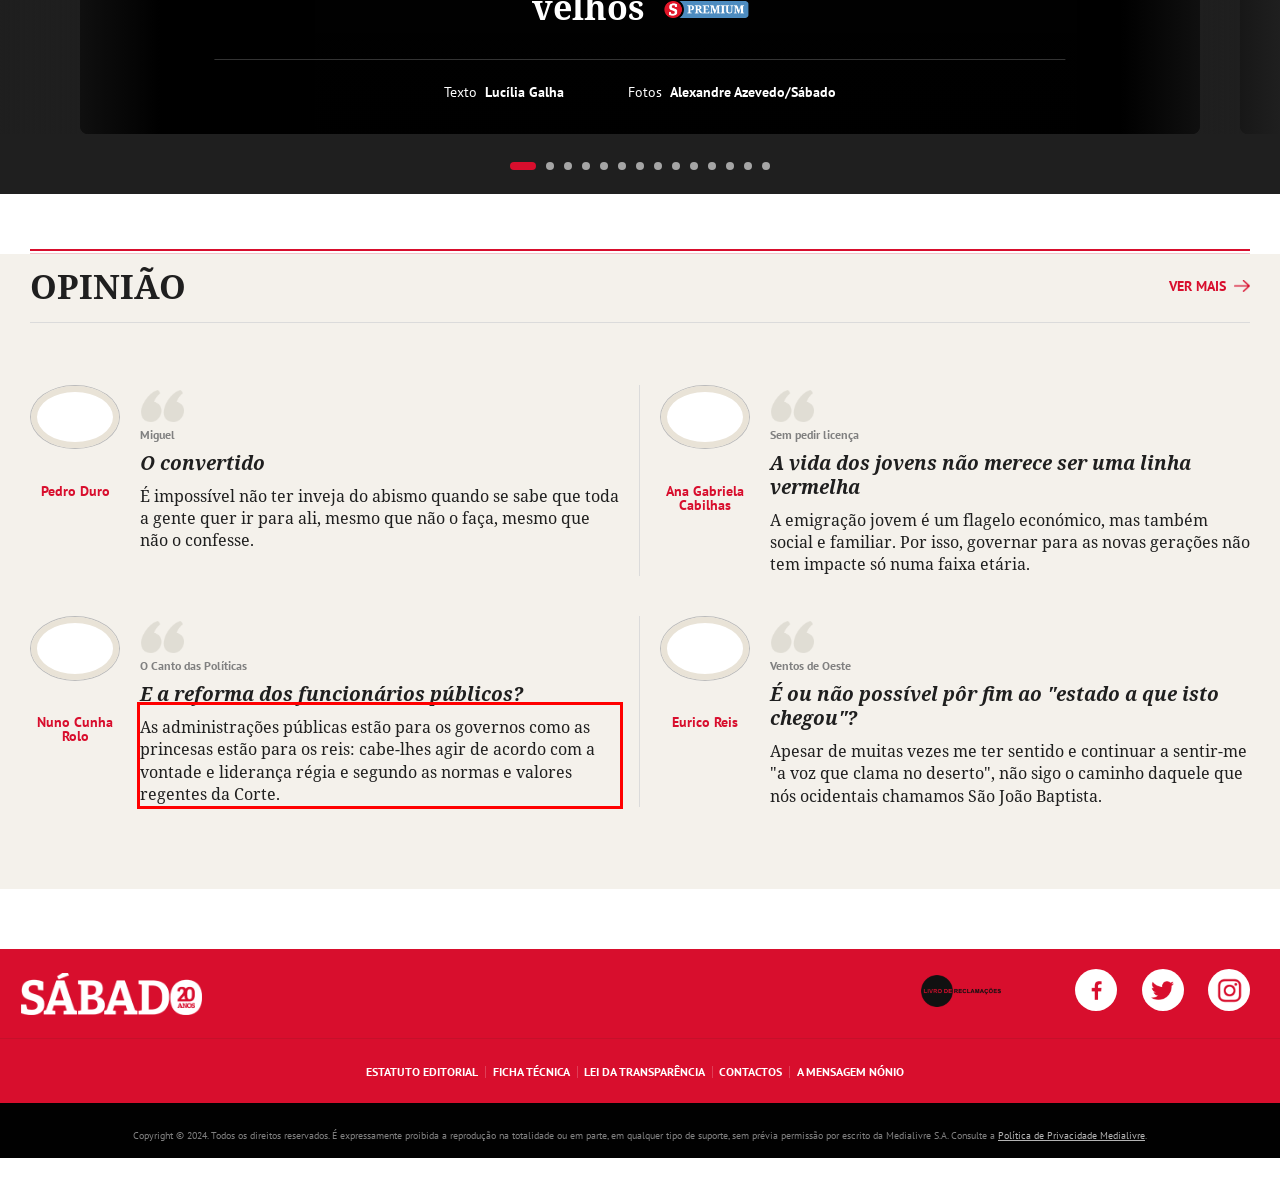 velhos S PREMIUM
Texto Lucília Galha Fotos Alexandre Azevedo/Sábado
OPINIÃO
VER MAIS
Miguel
O convertido
Pedro Duro
É impossível não ter inveja do abismo quando se sabe que toda
a gente quer ir para ali, mesmo que não o faça, mesmo que
não o confesse.
Sem pedir licença
A vida dos jovens não merece ser uma linha
vermelha
Ana Gabriela
Cabilhas
A emigração jovem é um flagelo económico, mas também
social e familiar. Por isso, governar para as novas gerações não
tem impacte só numa faixa etária.
O Canto das Políticas
E a reforma dos funcionários públicos?
Nuno Cunha
Rolo
As administrações públicas estão para os governos como as
princesas estão para os reis: cabe-lhes agir de acordo com a
vontade e liderança régia e segundo as normas e valores
regentes da Corte.
Ventos de Oeste
É ou não possível pôr fim ao "estado a que isto
chegou"?
Eurico Reis
Apesar de muitas vezes me ter sentido e continuar a sentir-me
"a voz que clama no deserto", não sigo o caminho daquele que
nós ocidentais chamamos São João Baptista.
SÁBADO 20 ANOS
LIVRO DE RECLAMAÇÕES
ESTATUTO EDITORIAL FICHA TÉCNICA LEI DA TRANSPARÊNCIA CONTACTOS A MENSAGEM NÓNIO
Copyright © 2024. Todos os direitos reservados. É expressamente proibida a reprodução na totalidade ou em parte, em qualquer tipo de suporte, sem prévia permissão por escrito da Medialivre S.A. Consulte a Política de Privacidade Medialivre.